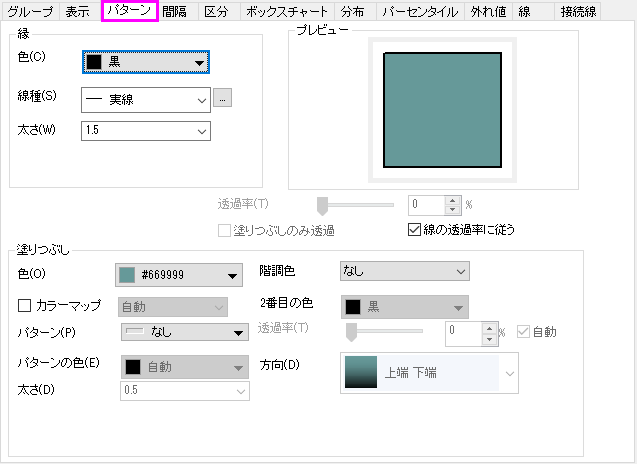 グループ 表示 パターン 間隔 区分 ボックスチャート 分布 パーセンタイル 外れ値 線 接続線
縁
色(C) 黒
線種(S) 実線 ...
太さ(W) 1.5
プレビュー
透過率(T) 0 %
塗りつぶしのみ透過 線の透過率に従う
塗りつぶし
色(O) #669999
カラーマップ 自動
パターン(P) なし
パターンの色(E) 自動
太さ(D) 0.5
階調色 なし
2番目の色 黒
透過率(T) 0 % 自動
方向(D) 上端 下端